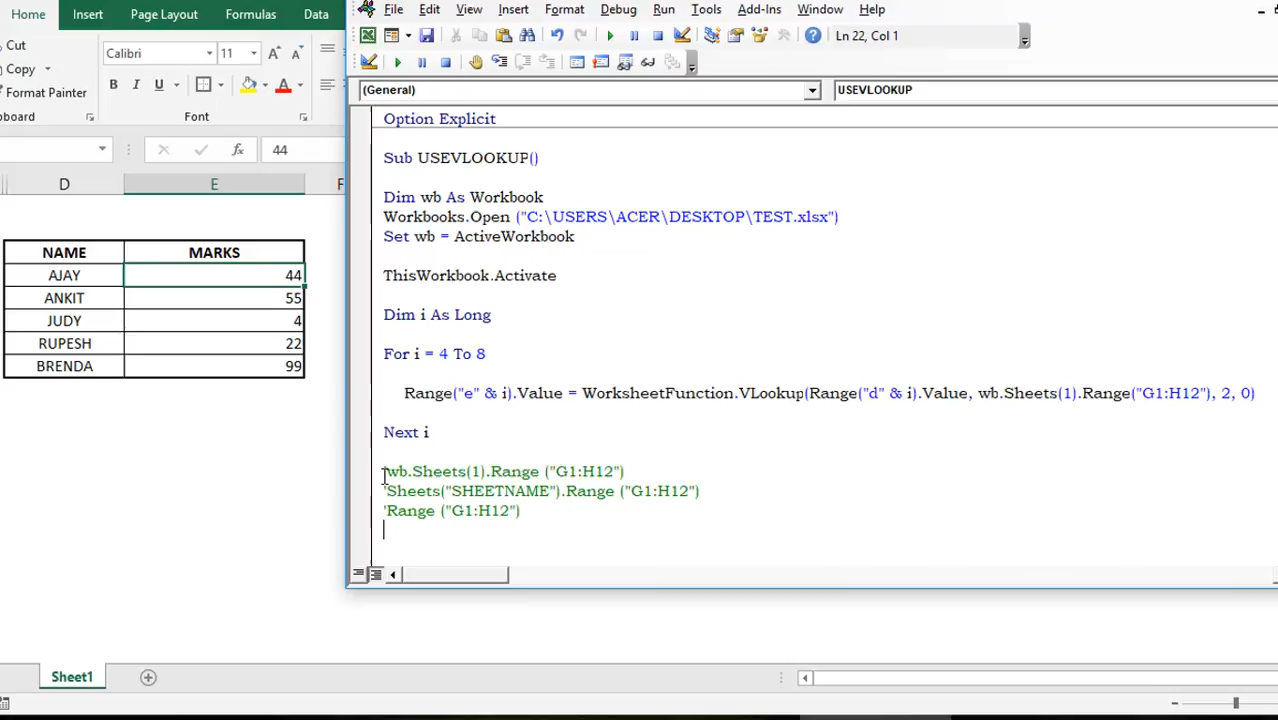 Home Insert Page Layout Formulas Data
File Edit View Insert Format Debug Run Tools Add-Ins Window Help
Cut
Copy
Format Painter
board
Calibri 11 A A
B I U A
Font
Ln 22, Col 1
(General) USEVLOOKUP
fx 44
D E F
NAME MARKS
AJAY 44
ANKIT 55
JUDY 4
RUPESH 22
BRENDA 99
Option Explicit
Sub USEVLOOKUP()
Dim wb As Workbook
Workbooks.Open ("C:\USERS\ACER\DESKTOP\TEST.xlsx")
Set wb = ActiveWorkbook
ThisWorkbook.Activate
Dim i As Long
For i = 4 To 8
Range("e" & i).Value = WorksheetFunction.VLookup(Range("d" & i).Value, wb.Sheets(1).Range("G1:H12"), 2, 0)
Next i
'wb.Sheets(1).Range ("G1:H12")
'Sheets("SHEETNAME").Range ("G1:H12")
'Range ("G1:H12")
Sheet1